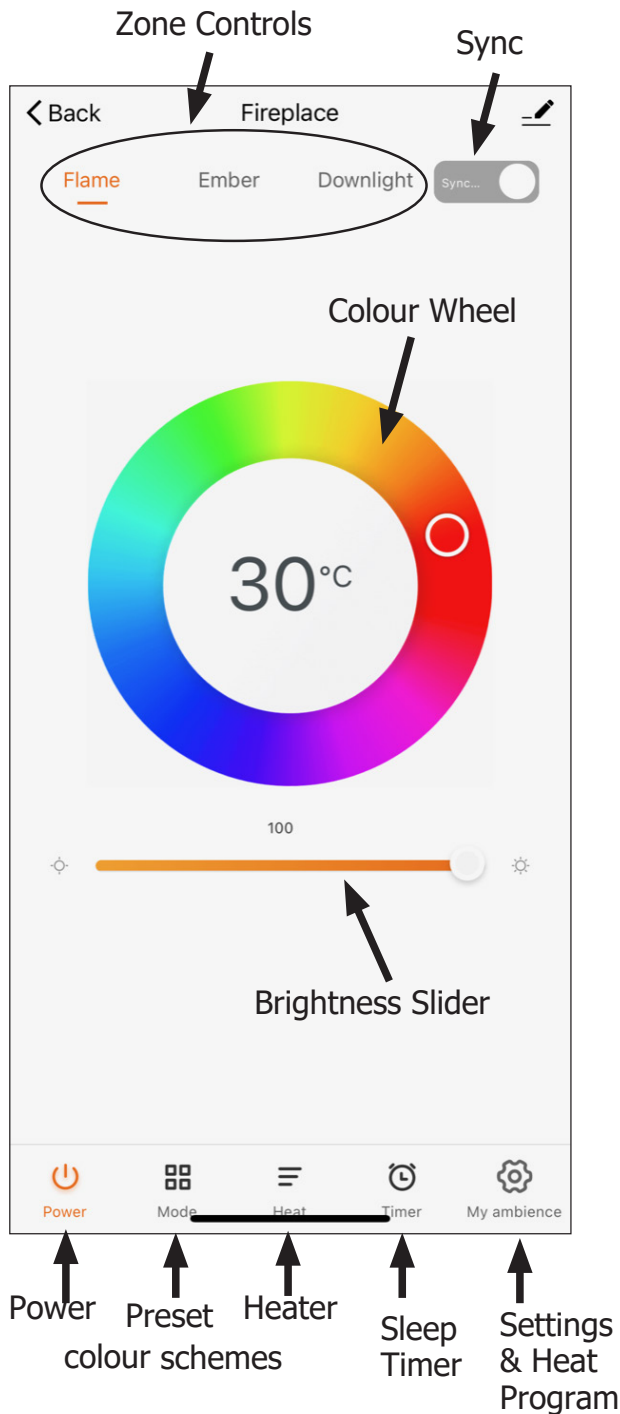 Zone Controls
Sync
Back
Fireplace
Flame
Ember
Downlight
Sync...
Colour Wheel
30°C
100
Brightness Slider
Power
Mode
Heat
Timer
My ambience
Power
Preset
colour schemes
Heater
Sleep
Timer
Settings
& Heat
Program